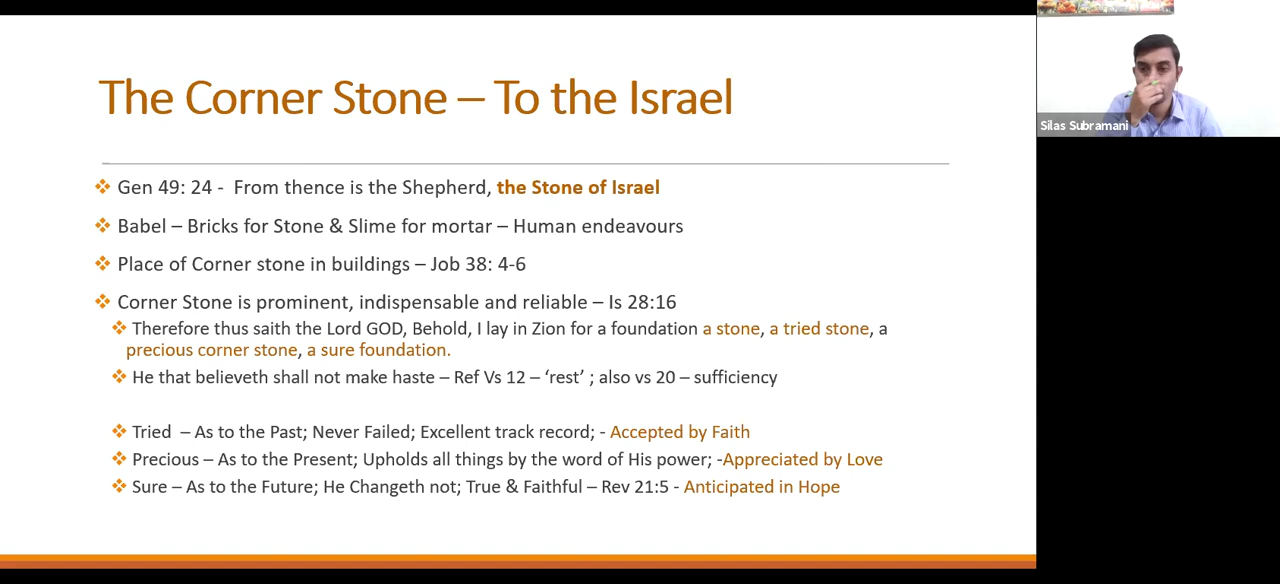 The Corner Stone – To the Israel
Gen 49: 24 - From thence is the Shepherd, the Stone of Israel
Babel – Bricks for Stone & Slime for mortar – Human endeavours
Place of Corner stone in buildings – Job 38: 4-6
Corner Stone is prominent, indispensable and reliable – Is 28:16
Therefore thus saith the Lord GOD, Behold, I lay in Zion for a foundation a stone, a tried stone, a
precious corner stone, a sure foundation.
He that believeth shall not make haste – Ref Vs 12 – ‘rest’ ; also vs 20 – sufficiency
Tried – As to the Past; Never Failed; Excellent track record; - Accepted by Faith
Precious – As to the Present; Upholds all things by the word of His power; -Appreciated by Love
Sure – As to the Future; He Changeth not; True & Faithful – Rev 21:5 - Anticipated in Hope
Silas Subramani